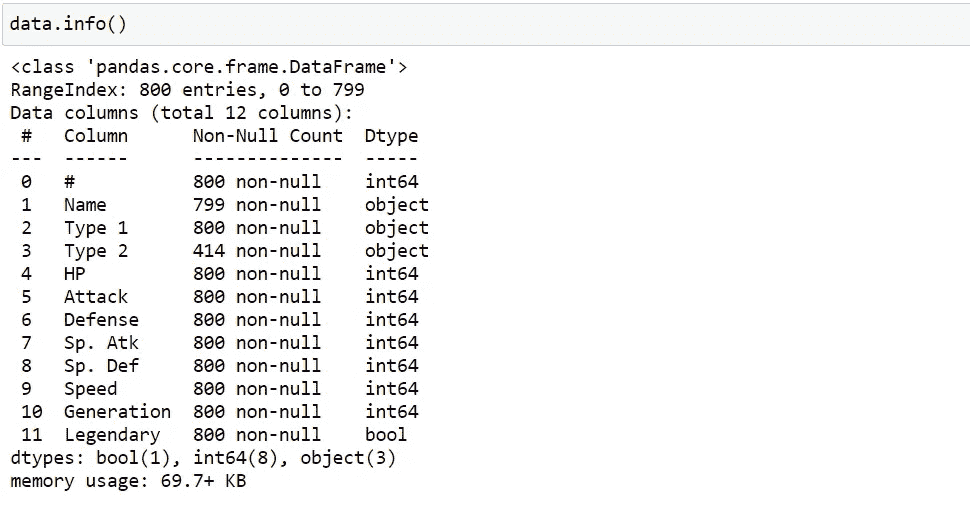 data.info()
<class 'pandas.core.frame.DataFrame'>
RangeIndex: 800 entries, 0 to 799
Data columns (total 12 columns):
 #   Column      Non-Null Count  Dtype
---  ------      --------------  -----
 0   #           800 non-null    int64
 1   Name        799 non-null    object
 2   Type 1      800 non-null    object
 3   Type 2      414 non-null    object
 4   HP          800 non-null    int64
 5   Attack      800 non-null    int64
 6   Defense     800 non-null    int64
 7   Sp. Atk     800 non-null    int64
 8   Sp. Def     800 non-null    int64
 9   Speed       800 non-null    int64
 10  Generation  800 non-null    int64
 11  Legendary   800 non-null    bool
dtypes: bool(1), int64(8), object(3)
memory usage: 69.7+ KB